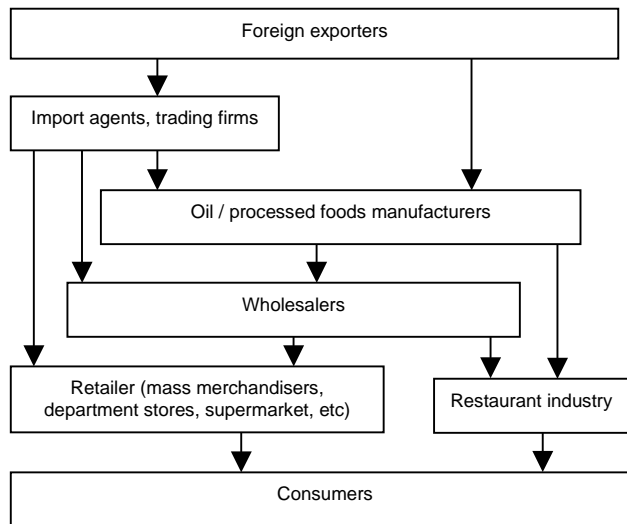 Foreign exporters
Import agents, trading firms
Oil / processed foods manufacturers
Wholesalers
Retailer (mass merchandisers,
department stores, supermarket, etc)
Restaurant industry
Consumers